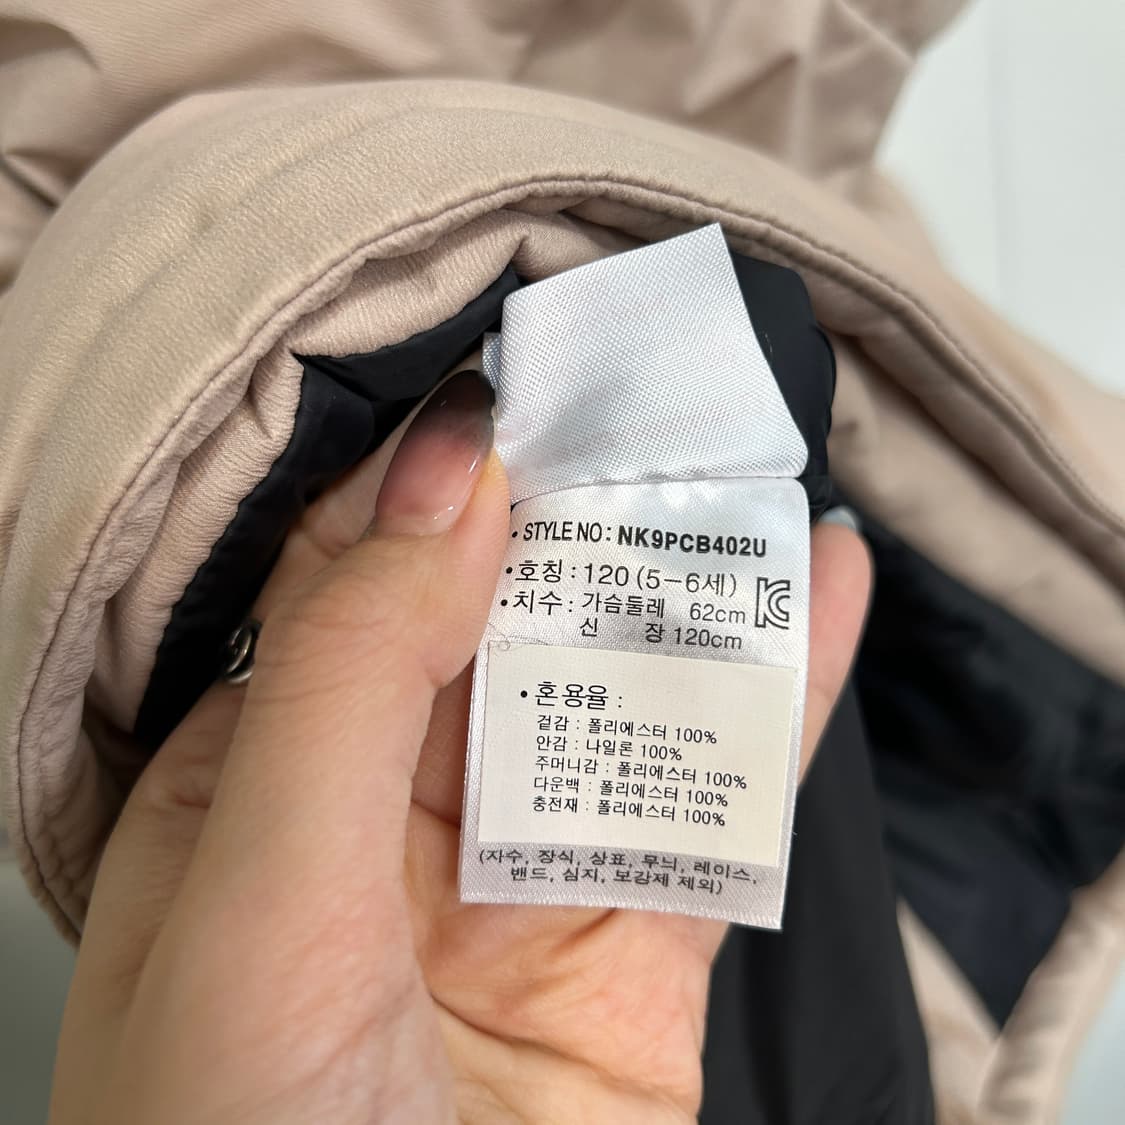 • STYLE NO: NK9PCB402U
• 호칭 : 120 (5-6세)
• 치수 : 가슴둘레 62cm
신 장 120cm
KC
• 혼용율 :
겉감 : 폴리에스터 100%
안감 : 나일론 100%
주머니감 : 폴리에스터 100%
다운백 : 폴리에스터 100%
충전재 : 폴리에스터 100%
(자수, 장식, 상표, 무늬, 레이스,
밴드, 심지, 보강제 제외)